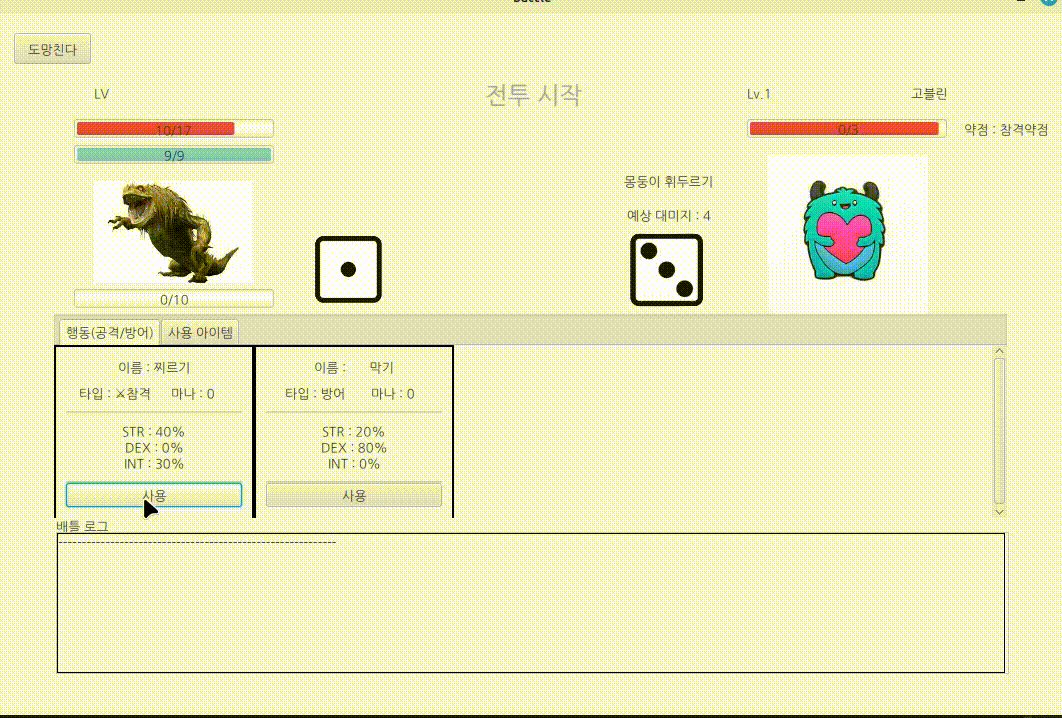 도망친다
LV
전투 시작
Lv.1 고블린
10/17
0/3 약점 : 참격약점
9/9
몽둥이 휘두르기
예상 대미지 : 4
0/10
행동(공격/방어) 사용 아이템
이름 : 찌르기
타입 : ⚔참격 마나 : 0
STR : 40%
DEX : 0%
INT : 30%
사용
이름 : 막기
타입 : 방어 마나 : 0
STR : 20%
DEX : 80%
INT : 0%
사용
배틀 로그